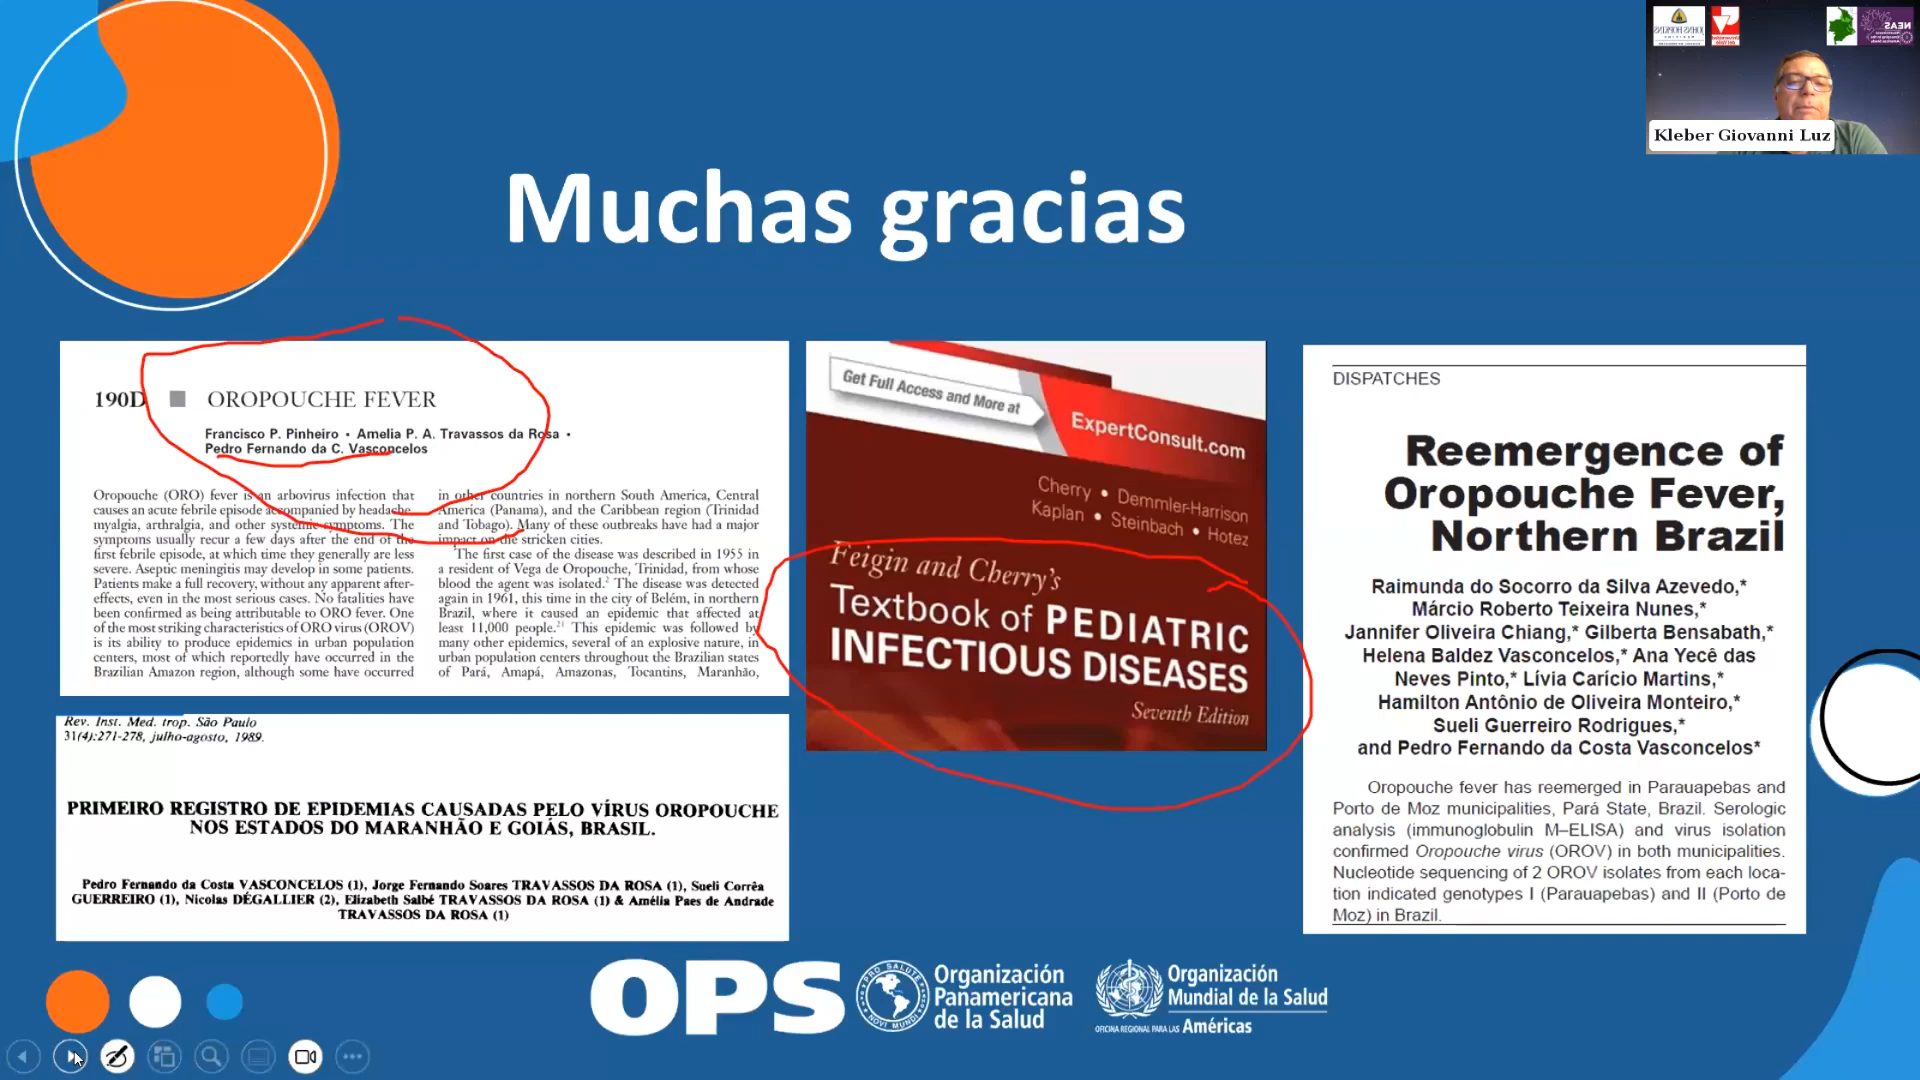 Kleber Giovanni Luz
Muchas gracias
190D OROPOUCHE FEVER
Francisco P. Pinheiro • Amelia P. A. Travassos da Rosa •
Pedro Fernando da C. Vasconcelos
Oropouche (ORO) fever is an arbovirus infection that
causes an acute febrile episode accompanied by headache,
myalgia, arthralgia, and other systemic symptoms. The
symptoms usually recur a few days after the end of the
first febrile episode, at which time they generally are less
severe. Aseptic meningitis may develop in some patients.
Patients make a full recovery, without any apparent after-
effects, even in the most serious cases. No fatalities have
been confirmed as being attributable to ORO fever. One
of the most striking characteristics of ORO virus (OROV)
is its ability to produce epidemics in urban population
centers, most of which reportedly have occurred in the
Brazilian Amazon region, although some have occurred
in other countries in northern South America, Central
America (Panama), and the Caribbean region (Trinidad
and Tobago). Many of these outbreaks have had a major
impact on the stricken cities.
The first case of the disease was described in 1955 in
a resident of Vega de Oropouche, Trinidad, from whose
blood the agent was isolated.2 The disease was detected
again in 1961, this time in the city of Belém, in northern
Brazil, where it caused an epidemic that affected at
least 11,000 people.21 This epidemic was followed by
many other epidemics, several of an explosive nature, in
urban population centers throughout the Brazilian states
of Pará, Amapá, Amazonas, Tocantins, Maranhão,
Rev. Inst. Med. trop. São Paulo
31(4):271-278, julho-agosto, 1989.
PRIMEIRO REGISTRO DE EPIDEMIAS CAUSADAS PELO VÍRUS OROPOUCHE
NOS ESTADOS DO MARANHÃO E GOIÁS, BRASIL.
Pedro Fernando da Costa VASCONCELOS (1), Jorge Fernando Soares TRAVASSOS DA ROSA (1), Sueli Corrêa
GUERREIRO (1), Nicolas DÉGALLIER (2), Elizabeth Salbé TRAVASSOS DA ROSA (1) & Amélia Paes de Andrade
TRAVASSOS DA ROSA (1)
Get Full Access and More at
ExpertConsult.com
Cherry • Demmler-Harrison
Kaplan • Steinbach • Hotez
Feigin and Cherry's
Textbook of PEDIATRIC
INFECTIOUS DISEASES
Seventh Edition
DISPATCHES
Reemergence of
Oropouche Fever,
Northern Brazil
Raimunda do Socorro da Silva Azevedo,*
Márcio Roberto Teixeira Nunes,*
Jannifer Oliveira Chiang,* Gilberta Bensabath,*
Helena Baldez Vasconcelos,* Ana Yecê das
Neves Pinto,* Lívia Carício Martins,*
Hamilton Antônio de Oliveira Monteiro,*
Sueli Guerreiro Rodrigues,*
and Pedro Fernando da Costa Vasconcelos*
Oropouche fever has reemerged in Parauapebas and
Porto de Moz municipalities, Pará State, Brazil. Serologic
analysis (immunoglobulin M–ELISA) and virus isolation
confirmed Oropouche virus (OROV) in both municipalities.
Nucleotide sequencing of 2 OROV isolates from each loca-
tion indicated genotypes I (Parauapebas) and II (Porto de
Moz) in Brazil.
OPS
PRO SALUTE
NOVI MUNDI
Organización
Panamericana
de la Salud
Organización
Mundial de la Salud
OFICINA REGIONAL PARA LAS Américas